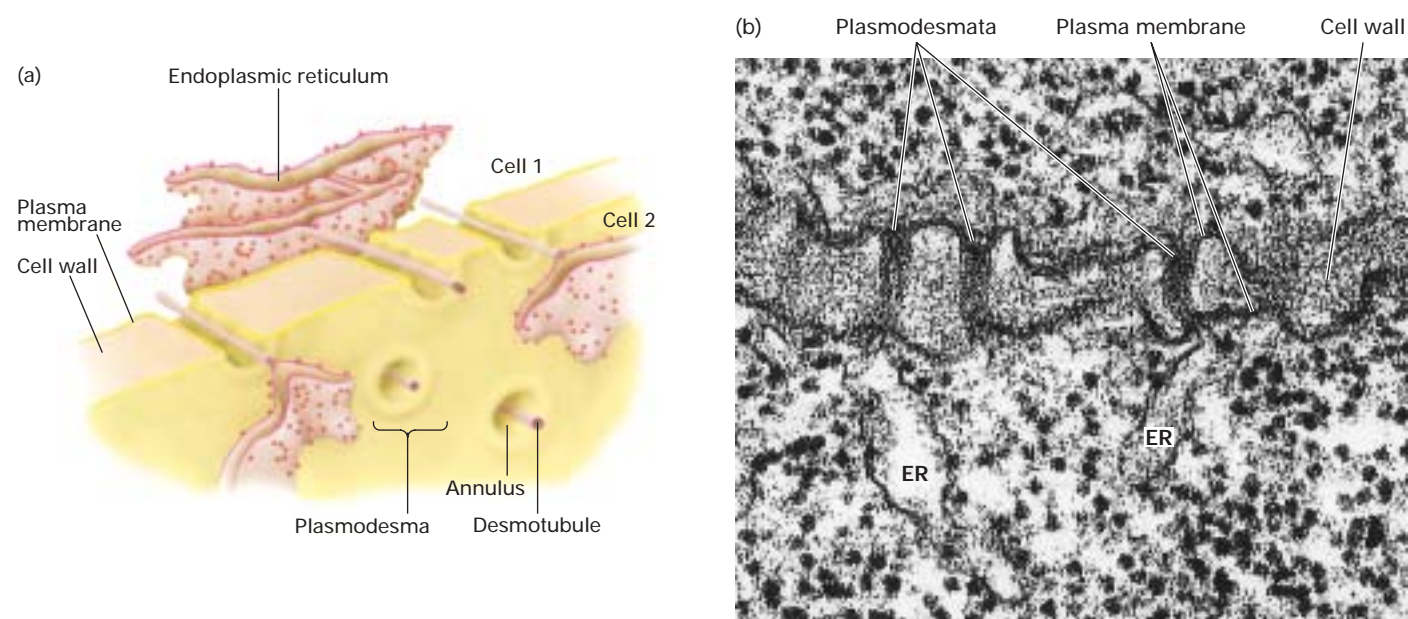 (a)
Endoplasmic reticulum
Cell 1
Cell 2
Plasma
membrane
Cell wall
Annulus
Plasmodesma
Desmotubule
(b)
Plasmodesmata
Plasma membrane
Cell wall
ER
ER